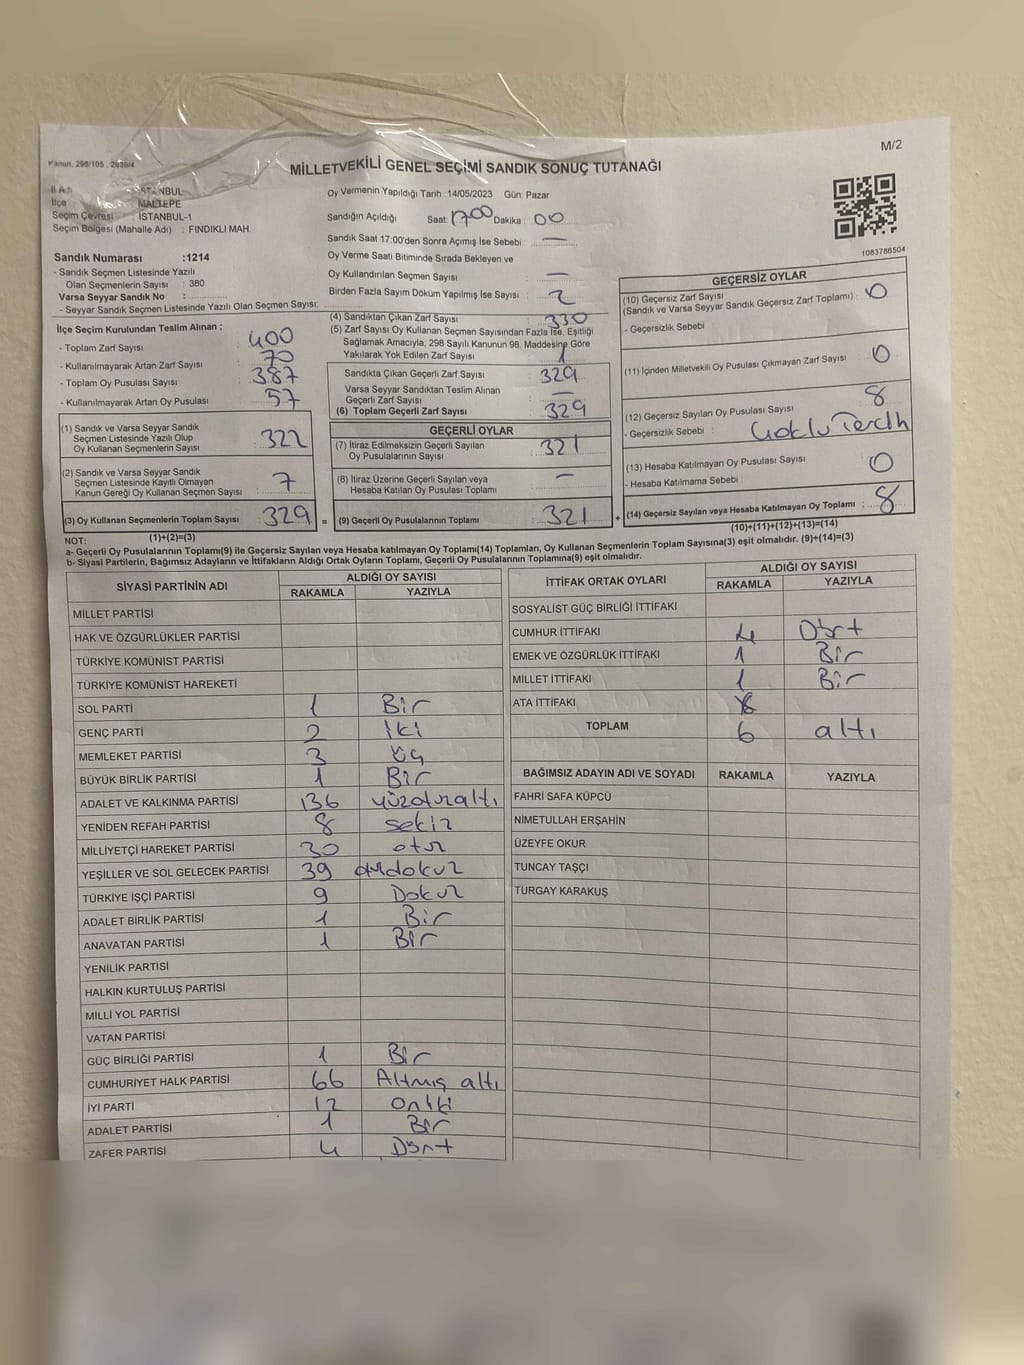 M/2
Kanun, 298/105 , 2839/4
MİLLETVEKİLİ GENEL SEÇİMİ SANDIK SONUÇ TUTANAĞI
İl Adı : İSTANBUL
İlçe : MALTEPE
Seçim Çevresi : İSTANBUL-1
Seçim Bölgesi (Mahalle Adı) : FINDIKLI MAH.
Sandık Numarası :1214
- Sandık Seçmen Listesinde Yazılı
Olan Seçmenlerin Sayısı : 380
Varsa Seyyar Sandık No :
- Seyyar Sandık Seçmen Listesinde Yazılı Olan Seçmen Sayısı:
Oy Vermenin Yapıldığı Tarih :14/05/2023 Gün: Pazar
Sandığın Açıldığı Saat: 17.00 Dakika : 00
Sandık Saat 17:00'den Sonra Açımış İse Sebebi : —
Oy Verme Saati Bitiminde Sırada Bekleyen ve
Oy Kullandırılan Seçmen Sayısı : —
Birden Fazla Sayım Döküm Yapılmış İse Sayısı : 2
1083786504
İlçe Seçim Kurulundan Teslim Alınan ;
- Toplam Zarf Sayısı : 400
- Kullanılmayarak Artan Zarf Sayısı : 70
- Toplam Oy Pusulası Sayısı : 387
- Kullanılmayarak Artan Oy Pusulası : 57
(1) Sandık ve Varsa Seyyar Sandık
Seçmen Listesinde Yazılı Olup
Oy Kullanan Seçmenlerin Sayısı : 322
(2) Sandık ve Varsa Seyyar Sandık
Seçmen Listesinde Kayıtlı Olmayan
Kanun Gereği Oy Kullanan Seçmen Sayısı : 7
(3) Oy Kullanan Seçmenlerin Toplam Sayısı : 329 =
(1)+(2)=(3)
(4) Sandıktan Çıkan Zarf Sayısı : 330
(5) Zarf Sayısı Oy Kullanan Seçmen Sayısından Fazla İse, Eşitliği
Sağlamak Amacıyla; 298 Sayılı Kanunun 98. Maddesine Göre
Yakılarak Yok Edilen Zarf Sayısı : 1
Sandıkta Çıkan Geçerli Zarf Sayısı : 329
Varsa Seyyar Sandıktan Teslim Alınan
Geçerli Zarf Sayısı : —
(6) Toplam Geçerli Zarf Sayısı : 329
GEÇERLİ OYLAR
(7) İtiraz Edilmeksizin Geçerli Sayılan
Oy Pusulalarının Sayısı : 321
(8) İtiraz Üzerine Geçerli Sayılan veya
Hesaba Katılan Oy Pusulası Toplamı : —
(9) Geçerli Oy Pusulalarının Toplamı : 321 +
GEÇERSİZ OYLAR
(10) Geçersiz Zarf Sayısı
(Sandık ve Varsa Seyyar Sandık Geçersiz Zarf Toplamı) : 0
- Geçersizlik Sebebi
(11) İçinden Milletvekili Oy Pusulası Çıkmayan Zarf Sayısı : 0
(12) Geçersiz Sayılan Oy Pusulası Sayısı : 8
- Geçersizlik Sebebi : Çoklu Tercih
(13) Hesaba Katılmayan Oy Pusulası Sayısı : 0
- Hesaba Katılmama Sebebi
(14) Geçersiz Sayılan veya Hesaba Katılmayan Oy Toplamı : 8
(10)+(11)+(12)+(13)=(14)
NOT:
a- Geçerli Oy Pusulalarının Toplamı(9) ile Geçersiz Sayılan veya Hesaba katılmayan Oy Toplamı(14) Toplamları, Oy Kullanan Seçmenlerin Toplam Sayısına(3) eşit olmalıdır. (9)+(14)=(3)
b- Siyasi Partilerin, Bağımsız Adayların ve İttifakların Aldığı Ortak Oyların Toplamı, Geçerli Oy Pusulalarının Toplamına(9) eşit olmalıdır.
SİYASİ PARTİNİN ADI ALDIĞI OY SAYISI
RAKAMLA YAZIYLA
MİLLET PARTİSİ
HAK VE ÖZGÜRLÜKLER PARTİSİ
TÜRKİYE KOMÜNİST PARTİSİ
TÜRKİYE KOMÜNİST HAREKETİ
SOL PARTİ 1 Bir
GENÇ PARTİ 2 iki
MEMLEKET PARTİSİ 3 üç
BÜYÜK BİRLİK PARTİSİ 1 Bir
ADALET VE KALKINMA PARTİSİ 136 yüzotuzaltı
YENİDEN REFAH PARTİSİ 8 sekiz
MİLLİYETÇİ HAREKET PARTİSİ 30 otuz
YEŞİLLER VE SOL GELECEK PARTİSİ 39 otuzdokuz
TÜRKİYE İŞÇİ PARTİSİ 9 Dokuz
ADALET BİRLİK PARTİSİ 1 Bir
ANAVATAN PARTİSİ 1 Bir
YENİLİK PARTİSİ
HALKIN KURTULUŞ PARTİSİ
MİLLİ YOL PARTİSİ
VATAN PARTİSİ
GÜÇ BİRLİĞİ PARTİSİ 1 Bir
CUMHURİYET HALK PARTİSİ 66 Altmış altı
İYİ PARTİ 12 Oniki
ADALET PARTİSİ 1 Bir
ZAFER PARTİSİ 4 Dört
İTTİFAK ORTAK OYLARI ALDIĞI OY SAYISI
RAKAMLA YAZIYLA
SOSYALİST GÜÇ BİRLİĞİ İTTİFAKI
CUMHUR İTTİFAKI 4 Dört
EMEK VE ÖZGÜRLÜK İTTİFAKI 1 Bir
MİLLET İTTİFAKI 1 Bir
ATA İTTİFAKI
TOPLAM 6 altı
BAĞIMSIZ ADAYIN ADI VE SOYADI RAKAMLA YAZIYLA
FAHRİ SAFA KÜPCÜ
NİMETULLAH ERŞAHİN
ÜZEYFE OKUR
TUNCAY TAŞÇI
TURGAY KARAKUŞ